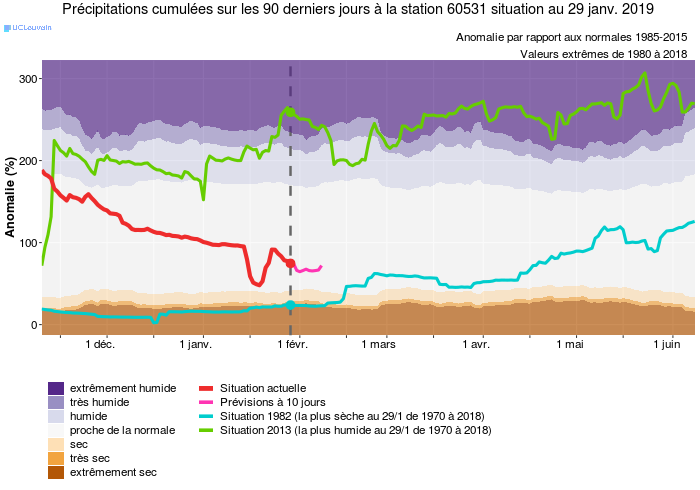 Précipitations cumulées sur les 90 derniers jours à la station 60531 situation au 29 janv. 2019
UCLouvain
Anomalie par rapport aux normales 1985-2015
Valeurs extrêmes de 1980 à 2018
Anomalie (%)
300
200
100
0
1 déc. 1 janv. 1 févr. 1 mars 1 avr. 1 mai 1 juin
extrêmement humide
très humide
humide
proche de la normale
sec
très sec
extrêmement sec
Situation actuelle
Prévisions à 10 jours
Situation 1982 (la plus sèche au 29/1 de 1970 à 2018)
Situation 2013 (la plus humide au 29/1 de 1970 à 2018)